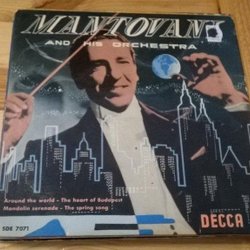 MANTOVANI
AND HIS ORCHESTRA
Around the world - The heart of Budapest
Mandolin serenade - The spring song
SDE 7071
DECCA